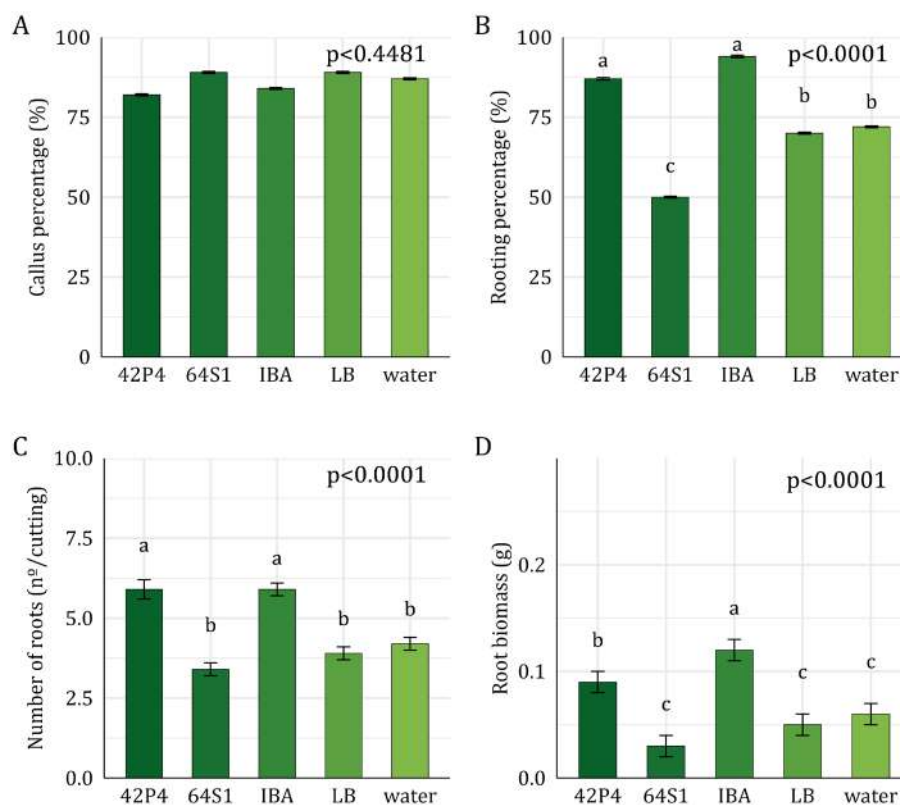 A
Callus percentage (%)
100
75
50
25
0
p<0.4481
42P4 64S1 IBA LB water
B
Rooting percentage (%)
100
75
50
25
0
p<0.0001
a
c
a
b
b
42P4 64S1 IBA LB water
C
Number of roots (nº/cutting)
10.0
7.5
5.0
2.5
0.0
p<0.0001
a
b
a
b
b
42P4 64S1 IBA LB water
D
Root biomass (g)
0.2
0.1
0.0
p<0.0001
b
c
a
c
c
42P4 64S1 IBA LB water